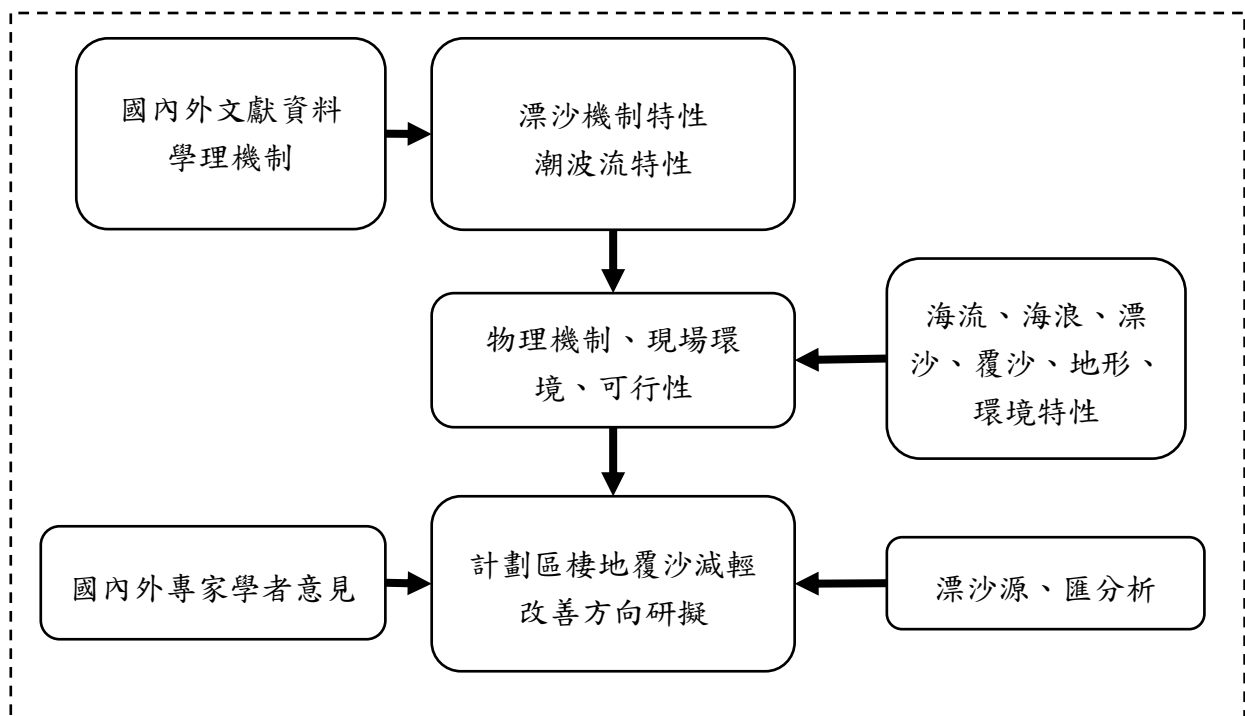 國內外文獻資料
學理機制
漂沙機制特性
潮波流特性
物理機制、現場環
境、可行性
海流、海浪、漂
沙、覆沙、地形、
環境特性
國內外專家學者意見
計劃區棲地覆沙減輕
改善方向研擬
漂沙源、匯分析